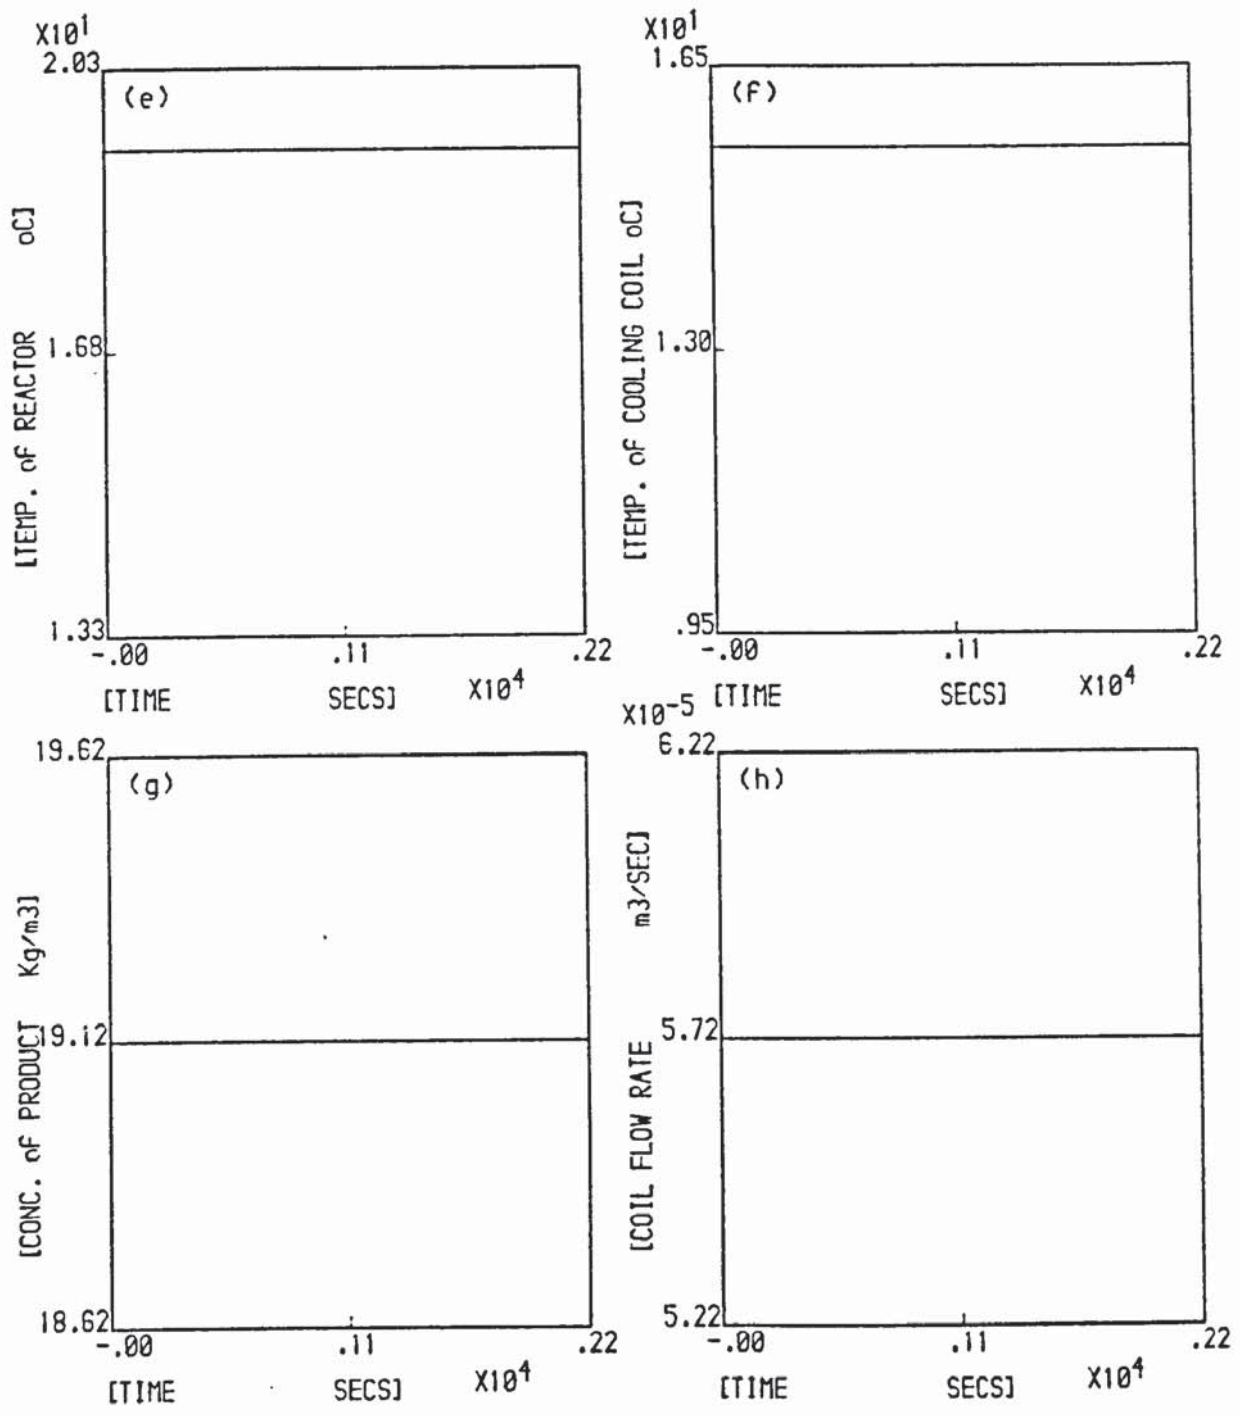 X10¹
2.03
(e)
[TEMP. oF REACTOR oC]
1.68
1.33
-.00 .11 .22
[TIME SECS] X10⁴
X10¹
1.65
(f)
[TEMP. oF COOLING COIL oC]
1.30
.95
-.00 .11 .22
[TIME SECS] X10⁴
19.62
(g)
[CONC. oF PRODUCT Kg/m3]
19.12
18.62
-.00 .11 .22
[TIME SECS] X10⁴
X10⁻⁵
6.22
(h)
[COIL FLOW RATE m3/SEC]
5.72
5.22
-.00 .11 .22
[TIME SECS] X10⁴